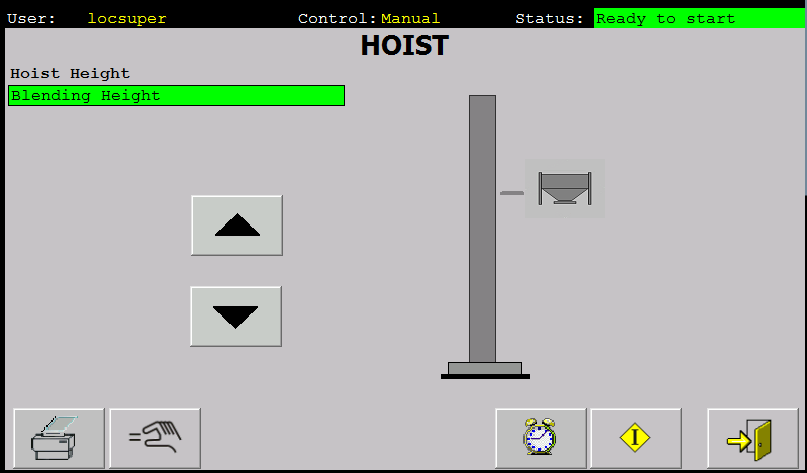 User: locsuper Control: Manual Status: Ready to start
HOIST
Hoist Height
Blending Height
I